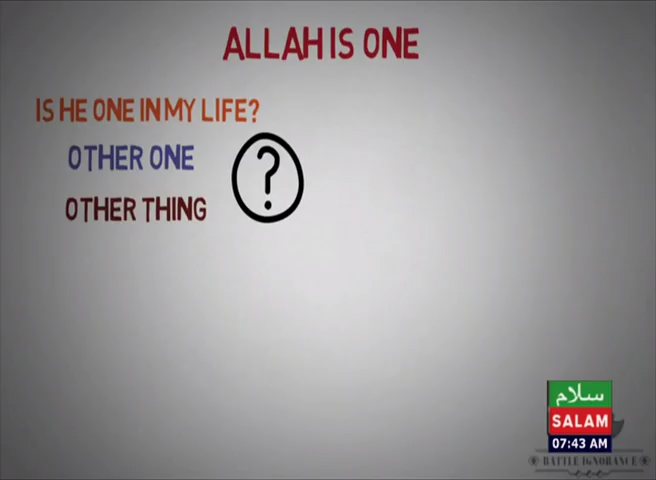 ALLAH IS ONE
IS HE ONE IN MY LIFE?
OTHER ONE
?
OTHER THING
سلام
SALAM
07:43 AM
BATTLE IGNORANCE